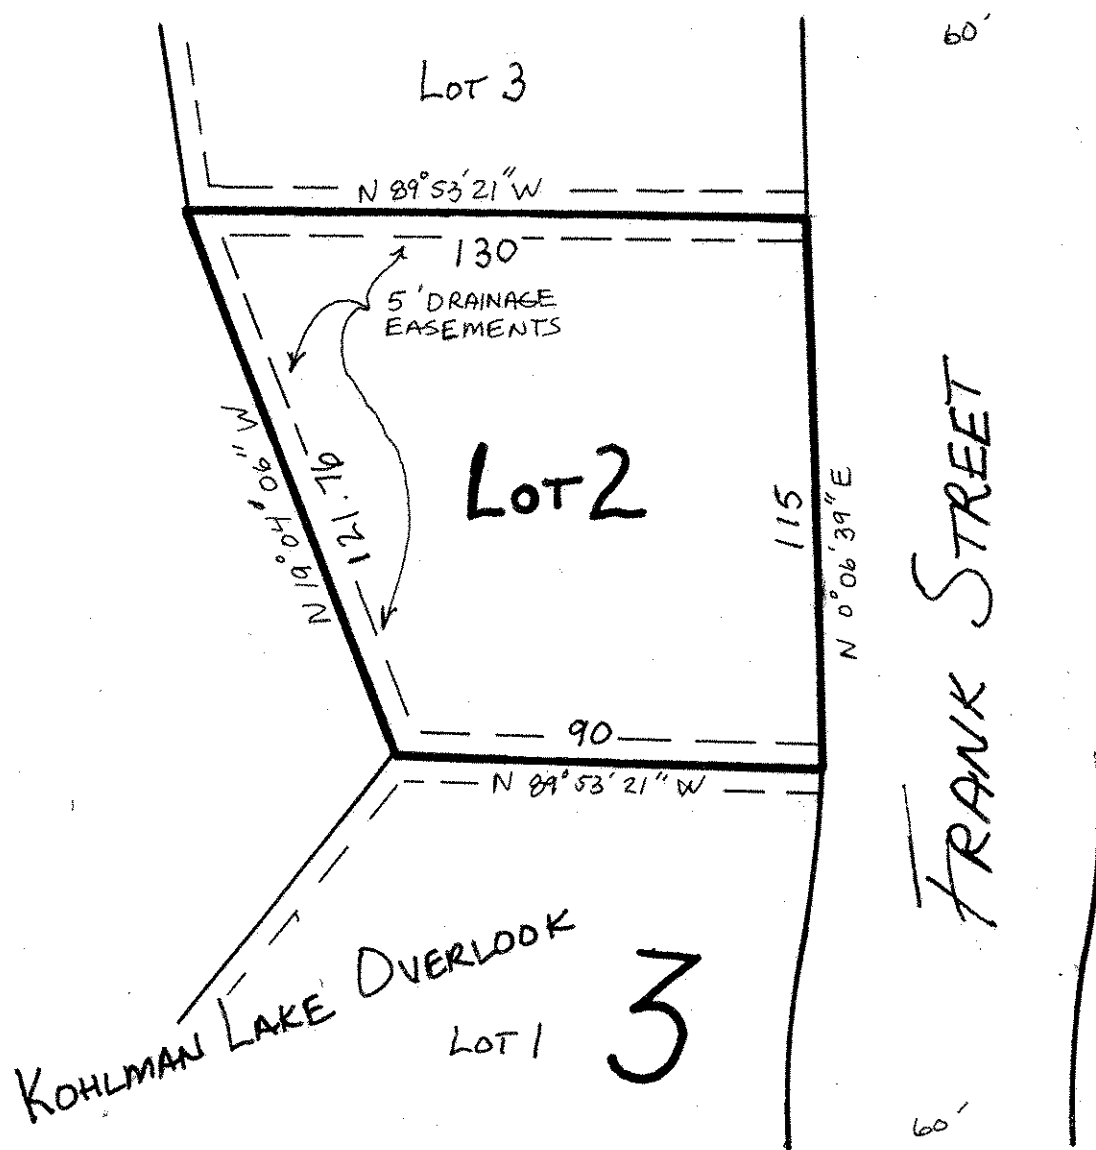 60'
LOT 3
N 89°53'21" W
130
5' DRAINAGE
EASEMENTS
N 19° 04' 06" W
121.76
LOT 2
115
N 0°06'39" E
FRANK STREET
90
N 89°53'21" W
KOHLMAN LAKE OVERLOOK
LOT 1
3
60'